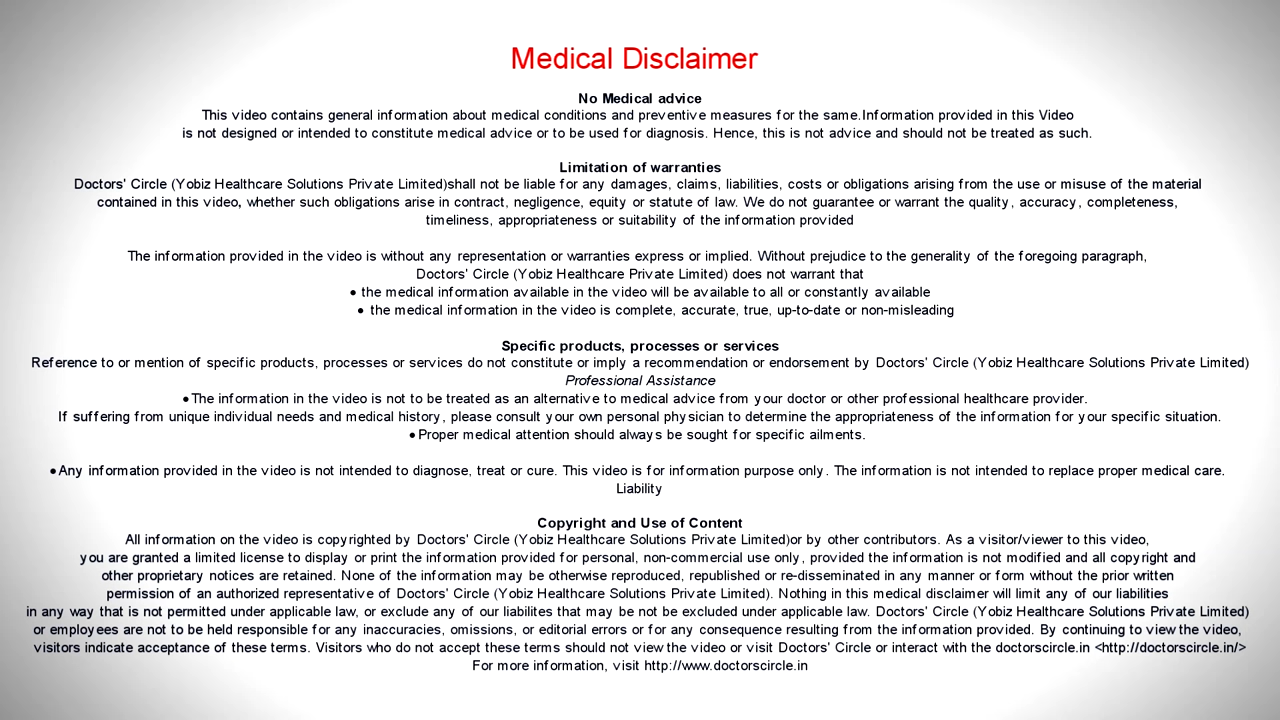 Medical Disclaimer
No Medical advice
This video contains general information about medical conditions and preventive measures for the same.Information provided in this Video
is not designed or intended to constitute medical advice or to be used for diagnosis. Hence, this is not advice and should not be treated as such.
Limitation of warranties
Doctors' Circle (Yobiz Healthcare Solutions Private Limited)shall not be liable for any damages, claims, liabilities, costs or obligations arising from the use or misuse of the material
contained in this video, whether such obligations arise in contract, negligence, equity or statute of law. We do not guarantee or warrant the quality, accuracy, completeness,
timeliness, appropriateness or suitability of the information provided
The information provided in the video is without any representation or warranties express or implied. Without prejudice to the generality of the foregoing paragraph,
Doctors' Circle (Yobiz Healthcare Private Limited) does not warrant that
• the medical information available in the video will be available to all or constantly available
• the medical information in the video is complete, accurate, true, up-to-date or non-misleading
Specific products, processes or services
Reference to or mention of specific products, processes or services do not constitute or imply a recommendation or endorsement by Doctors' Circle (Yobiz Healthcare Solutions Private Limited)
Professional Assistance
•The information in the video is not to be treated as an alternative to medical advice from your doctor or other professional healthcare provider.
If suffering from unique individual needs and medical history, please consult your own personal physician to determine the appropriateness of the information for your specific situation.
•Proper medical attention should always be sought for specific ailments.
•Any information provided in the video is not intended to diagnose, treat or cure. This video is for information purpose only. The information is not intended to replace proper medical care.
Liability
Copyright and Use of Content
All information on the video is copyrighted by Doctors' Circle (Yobiz Healthcare Solutions Private Limited)or by other contributors. As a visitor/viewer to this video,
you are granted a limited license to display or print the information provided for personal, non-commercial use only, provided the information is not modified and all copyright and
other proprietary notices are retained. None of the information may be otherwise reproduced, republished or re-disseminated in any manner or form without the prior written
permission of an authorized representative of Doctors' Circle (Yobiz Healthcare Solutions Private Limited). Nothing in this medical disclaimer will limit any of our liabilities
in any way that is not permitted under applicable law, or exclude any of our liabilites that may be not be excluded under applicable law. Doctors' Circle (Yobiz Healthcare Solutions Private Limited)
or employees are not to be held responsible for any inaccuracies, omissions, or editorial errors or for any consequence resulting from the information provided. By continuing to view the video,
visitors indicate acceptance of these terms. Visitors who do not accept these terms should not view the video or visit Doctors' Circle or interact with the doctorscircle.in <http://doctorscircle.in/>
For more information, visit http://www.doctorscircle.in